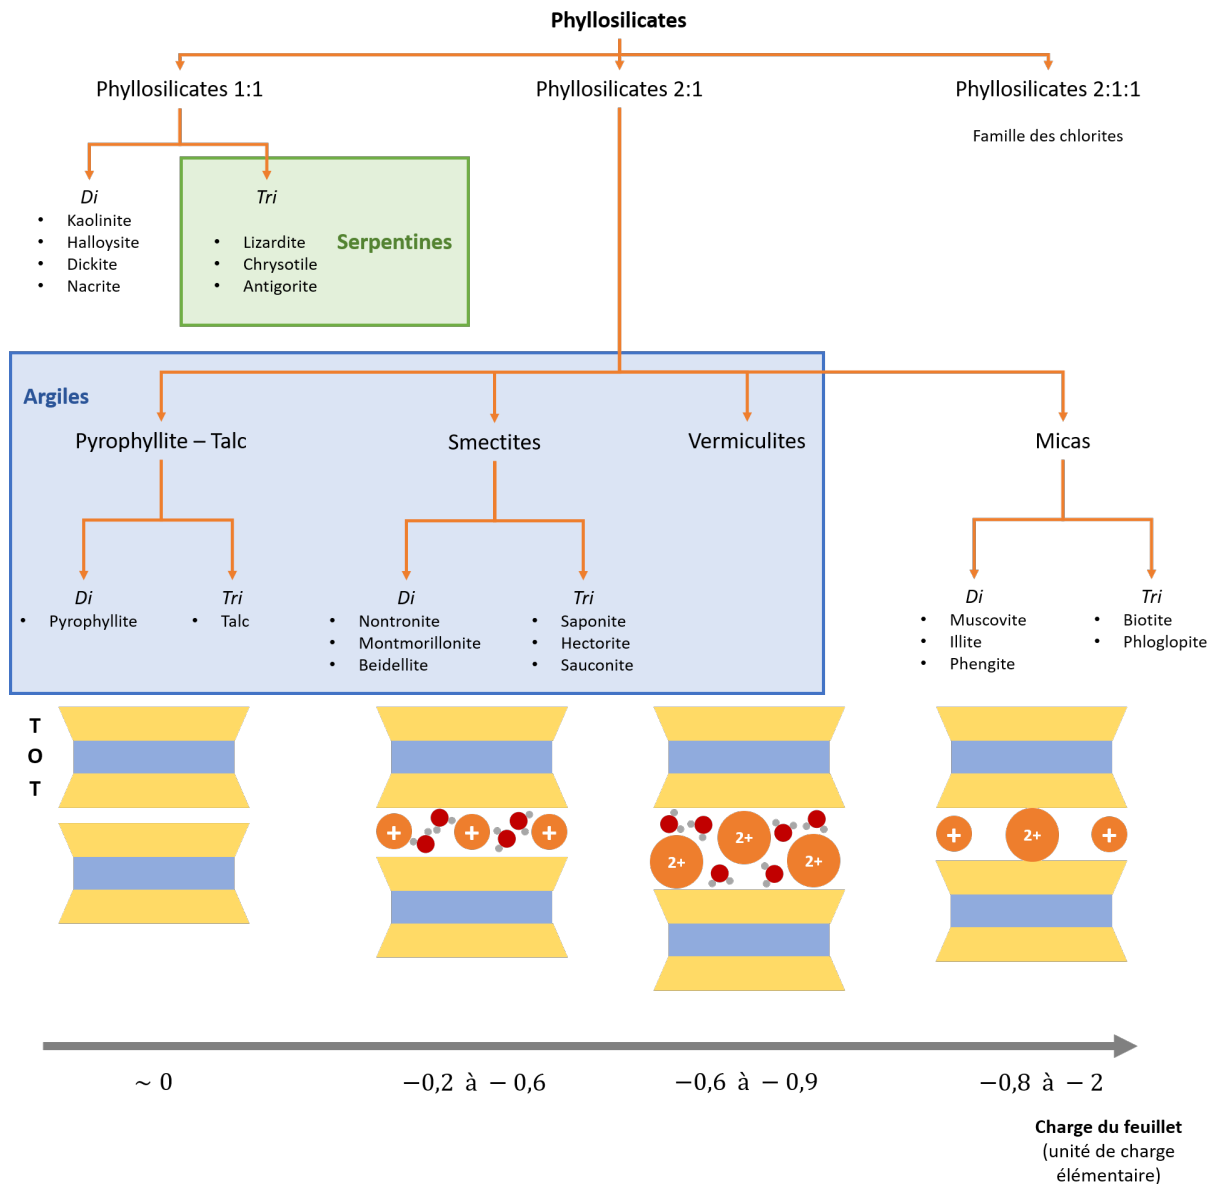 Phyllosilicates
Phyllosilicates 1:1
Phyllosilicates 2:1
Phyllosilicates 2:1:1
Famille des chlorites
Di
• Kaolinite
• Halloysite
• Dickite
• Nacrite
Tri
• Lizardite
• Chrysotile
• Antigorite
Serpentines
Argiles
Pyrophyllite – Talc
Smectites
Vermiculites
Micas
Di
• Pyrophyllite
Tri
• Talc
Di
• Nontronite
• Montmorillonite
• Beidellite
Tri
• Saponite
• Hectorite
• Sauconite
Di
• Muscovite
• Illite
• Phengite
Tri
• Biotite
• Phloglopite
T
O
T
+ + +
2+ 2+ 2+
+ 2+ +
~ 0
−0,2 à − 0,6
−0,6 à − 0,9
−0,8 à − 2
Charge du feuillet
(unité de charge
élémentaire)